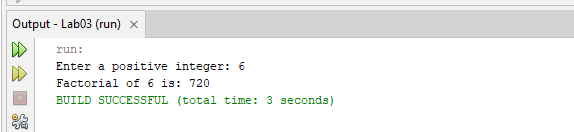 Output - Lab03 (run) ×
run:
Enter a positive integer: 6
Factorial of 6 is: 720
BUILD SUCCESSFUL (total time: 3 seconds)